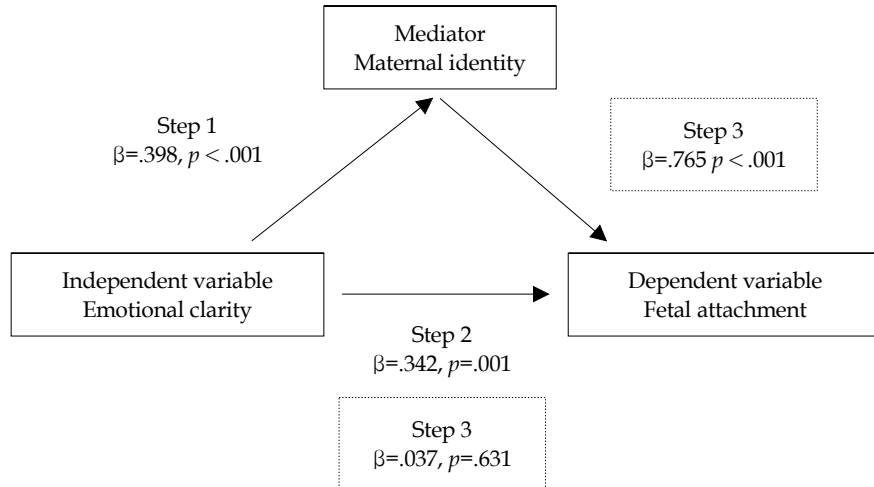 Mediator
Maternal identity
Step 1
β=.398, p < .001
Step 3
β=.765 p < .001
Independent variable
Emotional clarity
Dependent variable
Fetal attachment
Step 2
β=.342, p=.001
Step 3
β=.037, p=.631